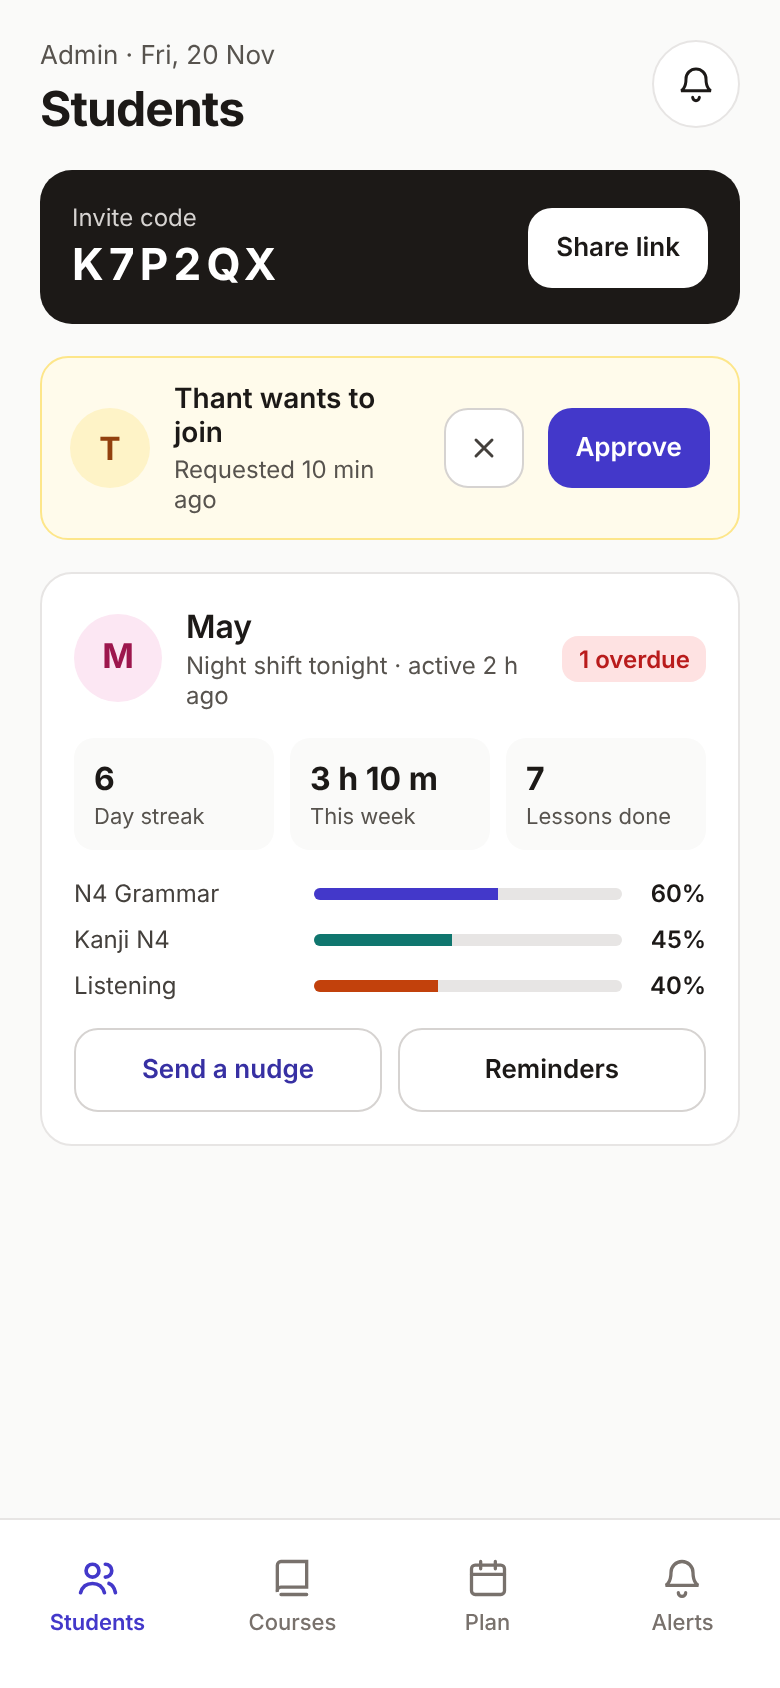 Admin · Fri, 20 Nov
Students
Invite code
K7P2QX
Share link
T
Thant wants to
join
Requested 10 min
ago
Approve
M
May
Night shift tonight · active 2 h
ago
1 overdue
6
Day streak
3 h 10 m
This week
7
Lessons done
N4 Grammar
60%
Kanji N4
45%
Listening
40%
Send a nudge
Reminders
Students
Courses
Plan
Alerts